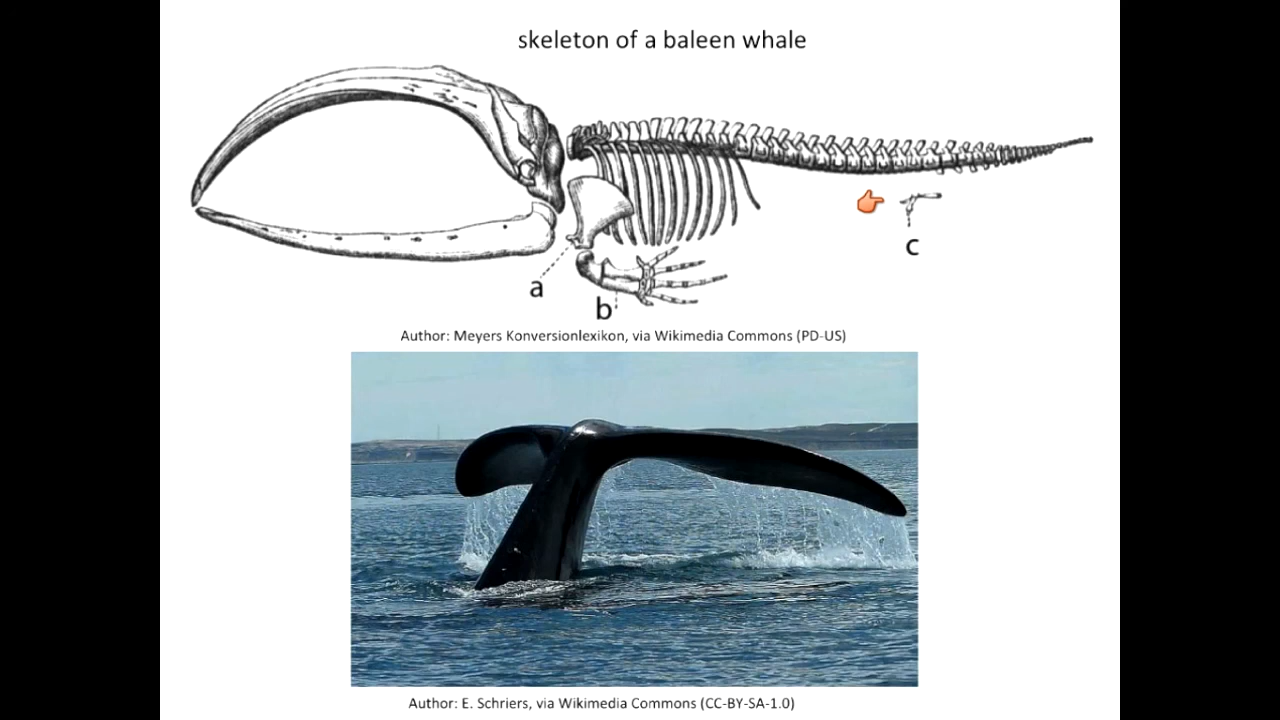 skeleton of a baleen whale
a
b
c
Author: Meyers Konversionlexikon, via Wikimedia Commons (PD-US)
Author: E. Schriers, via Wikimedia Commons (CC-BY-SA-1.0)